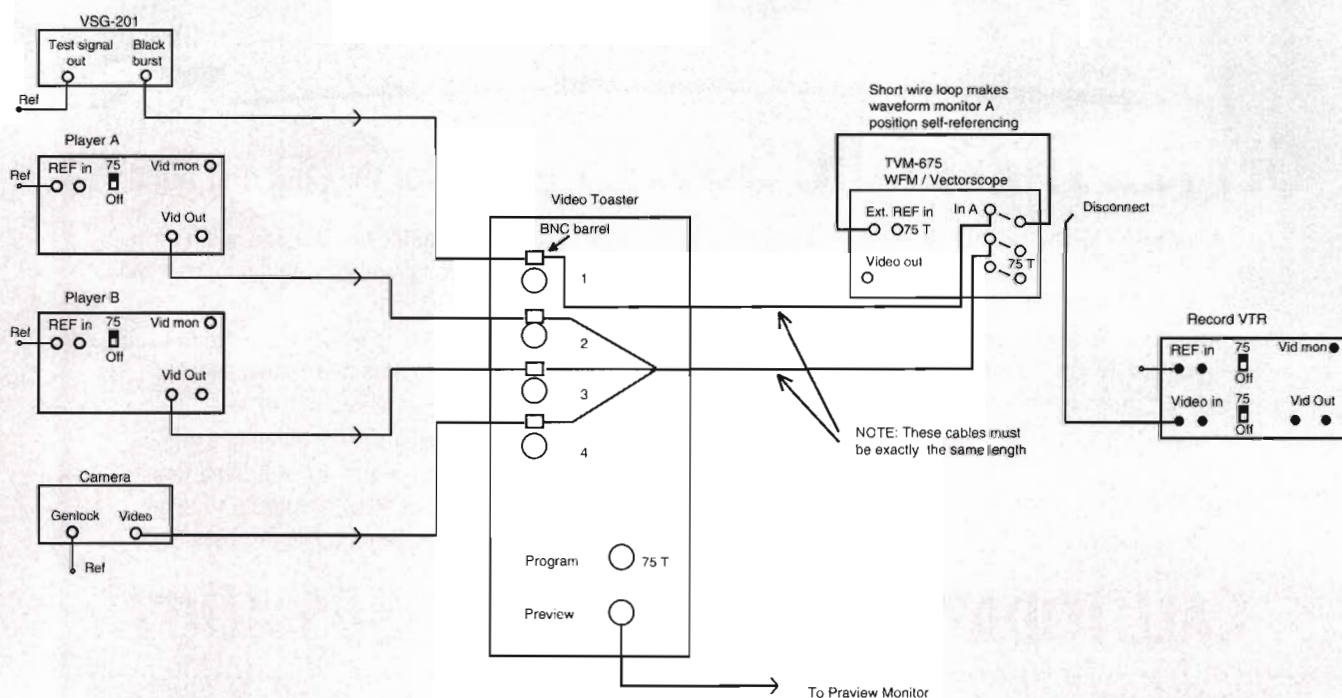 VSG-201
Test signal out
Black burst
Ref
Player A
REF in
75
Off
Vid mon
Ref
Vid Out
Player B
REF in
75
Off
Vid mon
Ref
Vid Out
Camera
Genlock
Video
Ref
Video Toaster
BNC barrel
1
2
3
4
Program
75 T
Preview
To Praview Monitor
Short wire loop makes
waveform monitor A
position self-referencing
TVM-675
WFM / Vectorscope
Ext. REF in
75 T
In A
Video out
75 T
Disconnect
NOTE: These cables must
be exactly the same length
Record VTR
REF in
75
Off
Vid mon
Video in
75
Off
Vid Out